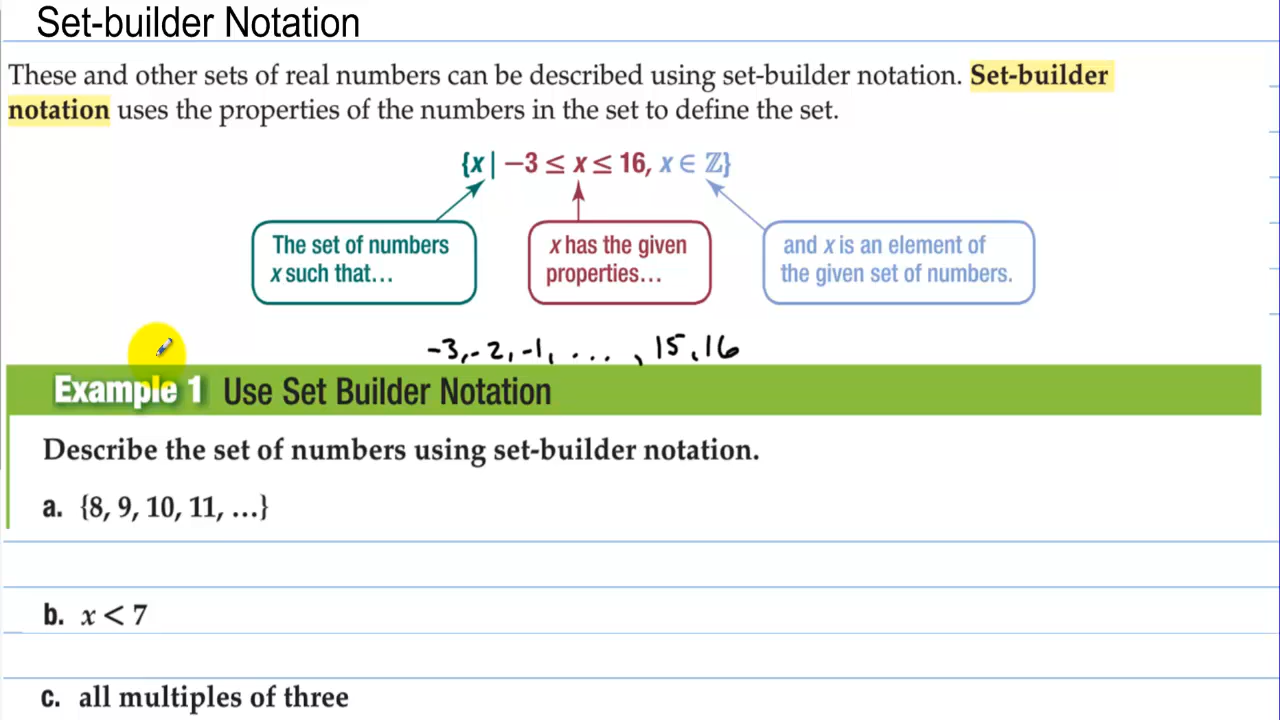 Set-builder Notation
These and other sets of real numbers can be described using set-builder notation. Set-builder
notation uses the properties of the numbers in the set to define the set.
{x | −3 ≤ x ≤ 16, x ∈ ℤ}
The set of numbers
x such that…
x has the given
properties…
and x is an element of
the given set of numbers.
-3, -2, -1, ... , 15, 16
Example 1 Use Set Builder Notation
Describe the set of numbers using set-builder notation.
a. {8, 9, 10, 11, …}
b. x < 7
c. all multiples of three